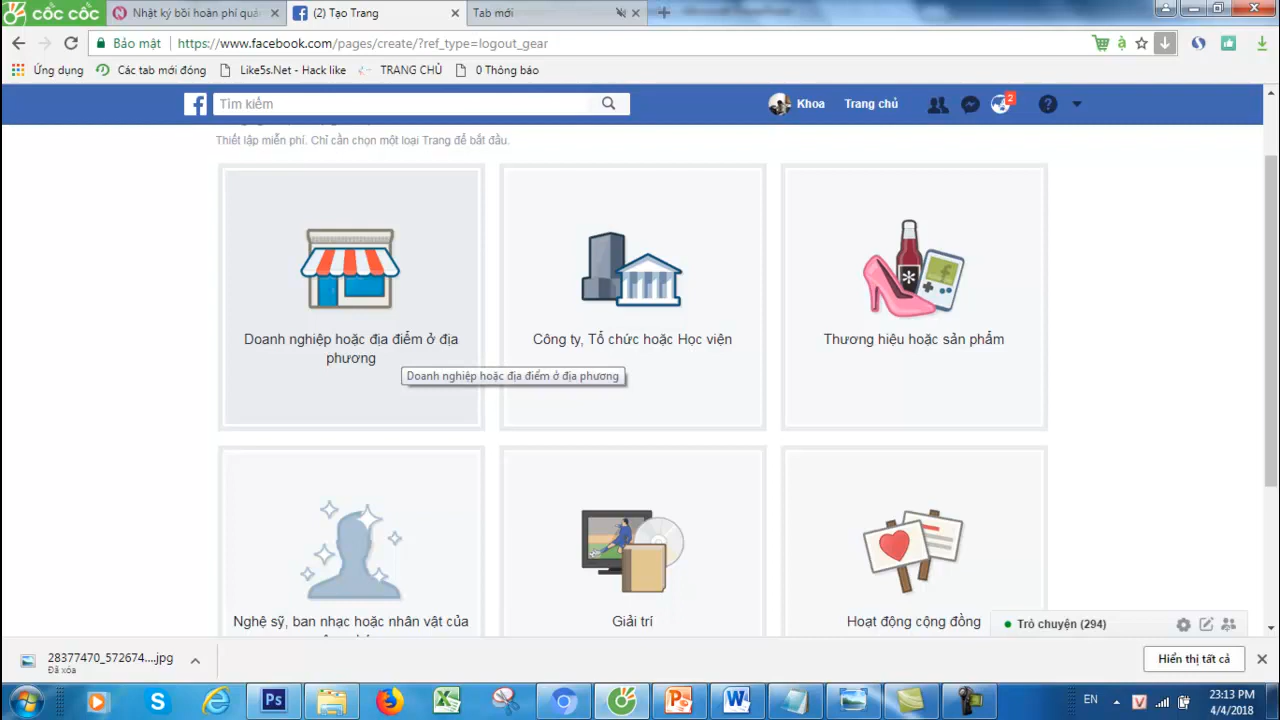 cốc cốc
Nhật ký bồi hoàn phí quả
(2) Tạo Trang
Tab mới
Bảo mật
https://www.facebook.com/pages/create/?ref_type=logout_gear
Ứng dụng
Các tab mới đóng
Like5s.Net - Hack like
TRANG CHỦ
0 Thông báo
Tìm kiếm
Khoa
Trang chủ
2
Thiết lập miễn phí. Chỉ cần chọn một loại Trang để bắt đầu.
Doanh nghiệp hoặc địa điểm ở địa
phương
Công ty, Tổ chức hoặc Học viện
Thương hiệu hoặc sản phẩm
Doanh nghiệp hoặc địa điểm ở địa phương
Nghệ sỹ, ban nhạc hoặc nhân vật của
Giải trí
Hoạt động cộng đồng
Trò chuyện (294)
28377470_572674....jpg
Đã xóa
Hiển thị tất cả
EN
23:13 PM
4/4/2018